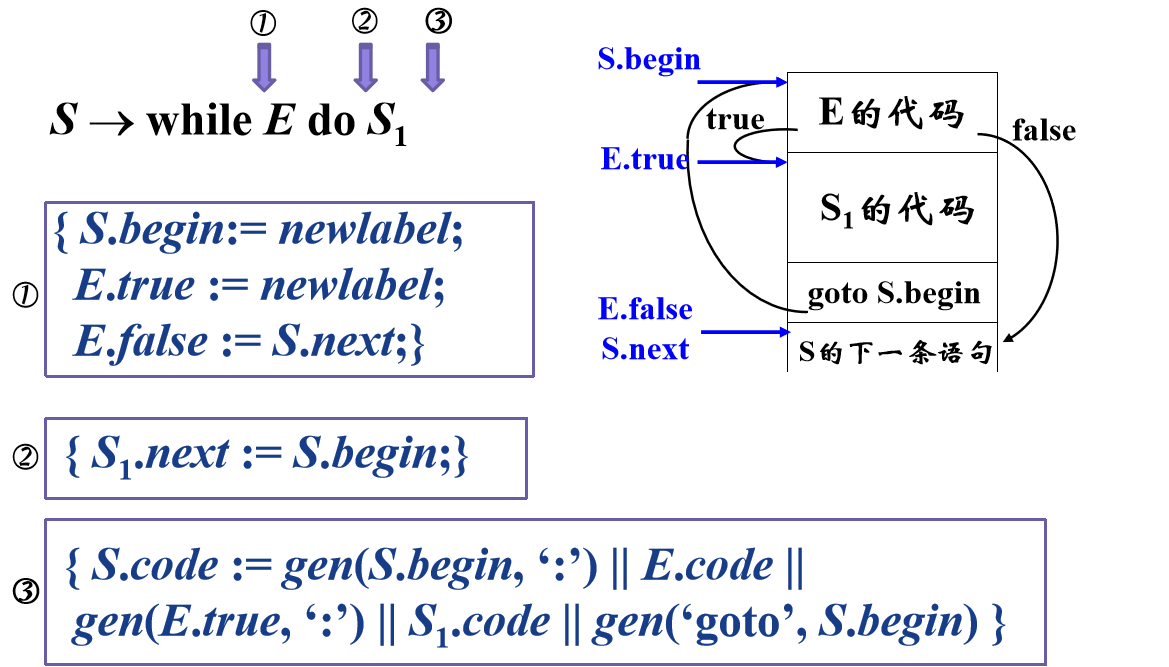 ① ② ③
S → while E do S₁
① { S.begin:= newlabel;
E.true := newlabel;
E.false := S.next;}
② { S₁.next := S.begin;}
③ { S.code := gen(S.begin, ‘:’) || E.code ||
gen(E.true, ‘:’) || S₁.code || gen(‘goto’, S.begin) }
S.begin
E的代码
true
false
E.true
S₁的代码
goto S.begin
E.false
S.next
S的下一条语句